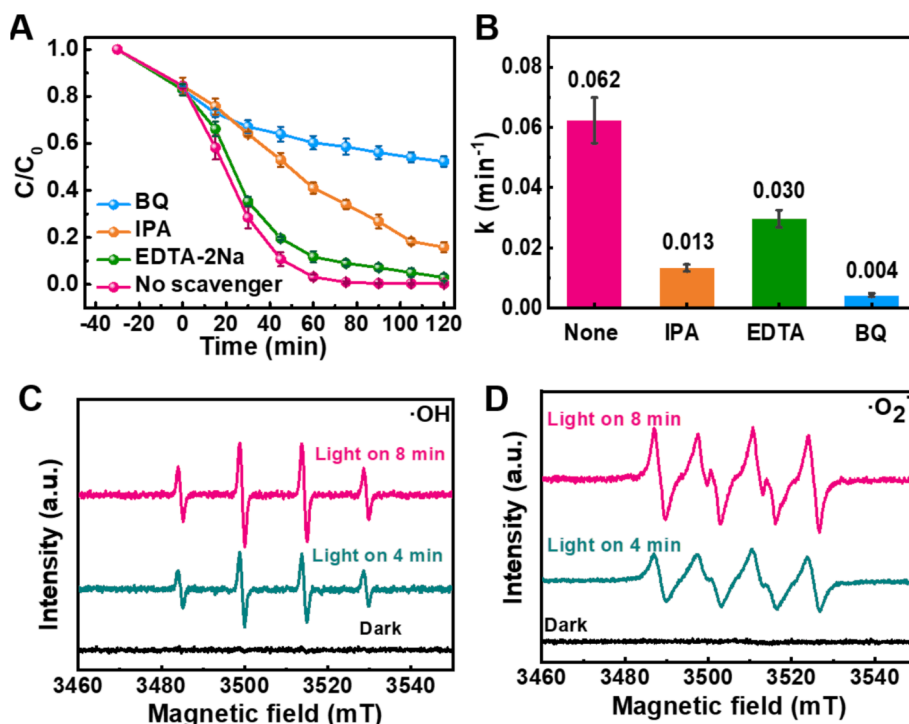 A
C/C0
1.0
0.8
0.6
0.4
0.2
0.0
BQ
IPA
EDTA-2Na
No scavenger
-40 -20 0 20 40 60 80 100 120
Time (min)
B
k (min-1)
0.08
0.06
0.04
0.02
0.00
0.062
0.013
0.030
0.004
None IPA EDTA BQ
C
·OH
Intensity (a.u.)
Light on 8 min
Light on 4 min
Dark
3460 3480 3500 3520 3540
Magnetic field (mT)
D
·O2-
Intensity (a.u.)
Light on 8 min
Light on 4 min
Dark
3460 3480 3500 3520 3540
Magnetic field (mT)